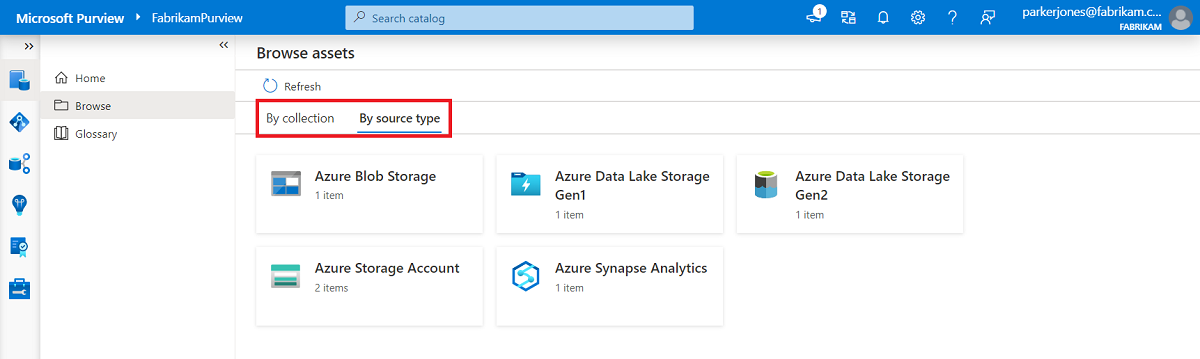 Microsoft Purview FabrikamPurview Search catalog 1 parkerjones@fabrikam.c...
FABRIKAM
Home
Browse
Glossary
Browse assets
Refresh
By collection By source type
Azure Blob Storage
1 item
Azure Data Lake Storage
Gen1
1 item
Azure Data Lake Storage
Gen2
1 item
Azure Storage Account
2 items
Azure Synapse Analytics
1 item